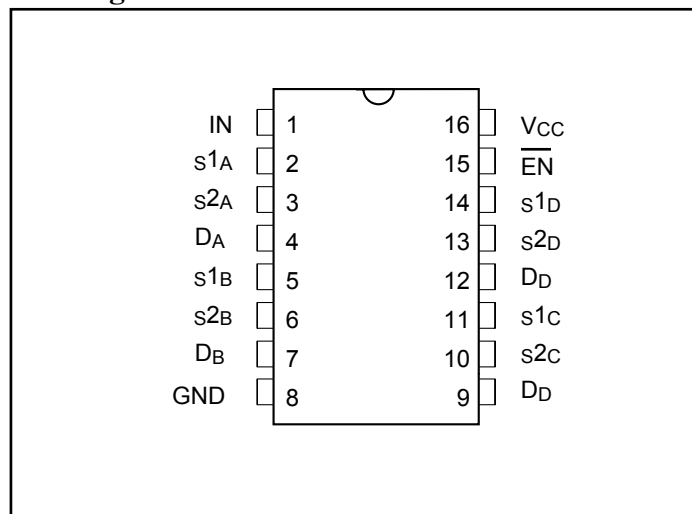 IN 1 16 VCC
S1A 2 15 EN
S2A 3 14 S1D
DA 4 13 S2D
S1B 5 12 DD
S2B 6 11 S1C
DB 7 10 S2C
GND 8 9 DD